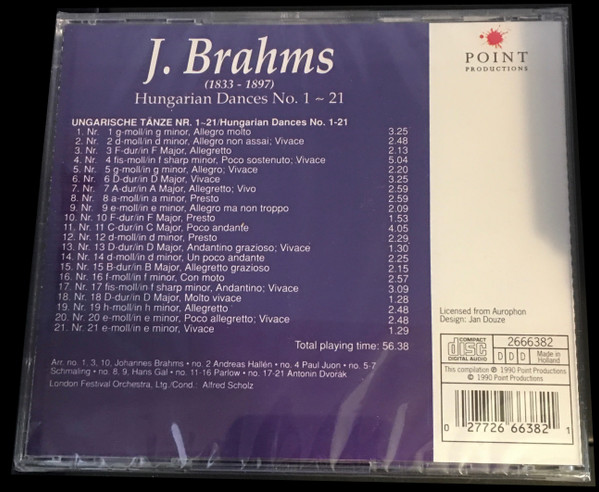 J. Brahms
(1833 - 1897)
Hungarian Dances No. 1 ~ 21
UNGARISCHE TÄNZE NR. 1~21/Hungarian Dances No. 1-21
1. Nr. 1 g-moll/in g minor, Allegro molto 3.25
2. Nr. 2 d-moll/in d minor, Allegro non assai; Vivace 2.48
3. Nr. 3 F-dur/in F Major, Allegretto 2.13
4. Nr. 4 fis-moll/in f sharp minor, Poco sostenuto; Vivace 5.04
5. Nr. 5 g-moll/in g minor, Allegro; Vivace 2.20
6. Nr. 6 D-dur/in D Major, Vivace 3.25
7. Nr. 7 A-dur/in A Major, Allegretto; Vivo 2.59
8. Nr. 8 a-moll/in a minor, Presto 2.59
9. Nr. 9 e-moll/in e minor, Allegro ma non troppo 2.09
10. Nr. 10 F-dur/in F Major, Presto 1.53
11. Nr. 11 C-dur/in C Major, Poco andanfe 4.05
12. Nr. 12 d-moll/in d minor, Presto 2.29
13. Nr. 13 D-dur/in D Major, Andantino grazioso; Vivace 1.30
14. Nr. 14 d-moll/in d minor, Un poco andante 2.25
15. Nr. 15 B-dur/in B Major, Allegretto grazioso 2.15
16. Nr. 16 f-moll/in f minor, Con moto 2.57
17. Nr. 17 fis-moll/in f sharp minor, Andantino; Vivace 3.09
18. Nr. 18 D-dur/in D Major, Molto vivace 1.28
19. Nr. 19 h-moll/in h minor, Allegretto 2.48
20. Nr. 20 e-moll/in e minor, Poco allegretto; Vivace 2.48
21. Nr. 21 e-moll/in e minor, Vivace 1.29
Total playing time: 56.38
Arr. no. 1, 3, 10, Johannes Brahms • no. 2 Andreas Hallén • no. 4 Paul Juon • no. 5-7
Schmaling • no. 8, 9, Hans Gal • no. 11-16 Parlow • no. 17-21 Antonin Dvorak
London Festival Orchestra, Ltg./Cond.: Alfred Scholz
POINT
PRODUCTIONS
Licensed from Aurophon
Design: Jan Douze
COMPACT
disc
DIGITAL AUDIO
2666382
D D D
Made in
Holland
This compilation ℗ 1990 Point Productions
© 1990 Point Productions
0 27726 66382 1